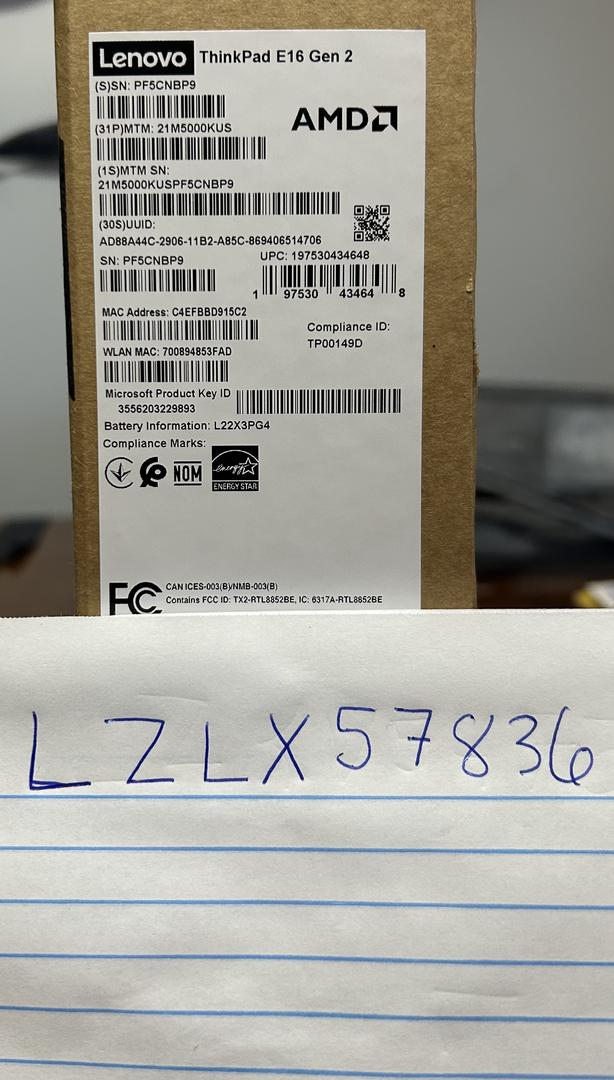 Lenovo ThinkPad E16 Gen 2
(S)SN: PF5CNBP9
AMD
(31P)MTM: 21M5000KUS
(1S)MTM SN:
21M5000KUSPF5CNBP9
(30S)UUID:
AD88A44C-2906-11B2-A85C-869406514706
SN: PF5CNBP9
UPC: 197530434648
1 97530 43464 8
MAC Address: C4EFBBD915C2
Compliance ID:
TP00149D
WLAN MAC: 700894853FAD
Microsoft Product Key ID
3556203229893
Battery Information: L22X3PG4
Compliance Marks:
NOM
energy
ENERGY STAR
FC
CAN ICES-003(B)/NMB-003(B)
Contains FCC ID: TX2-RTL8852BE, IC: 6317A-RTL8852BE
LZLX57836